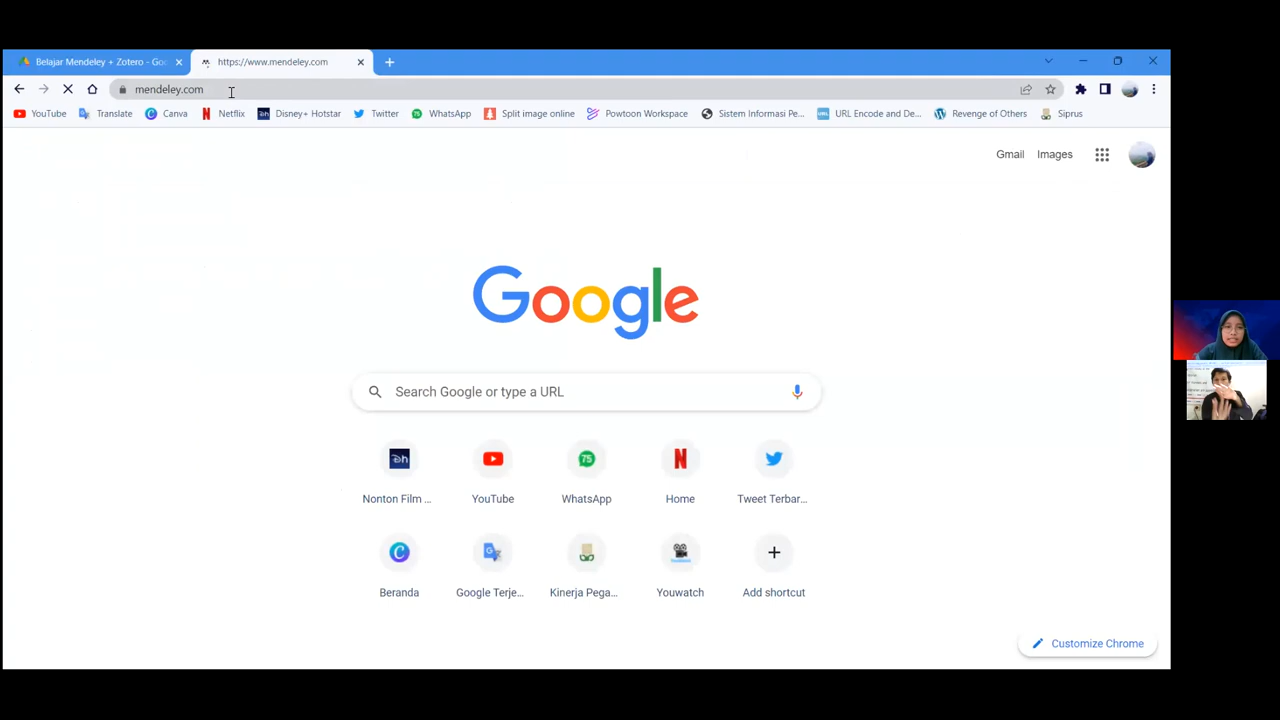 Belajar Mendeley + Zotero - Goo
https://www.mendeley.com
mendeley.com
YouTube Translate Canva Netflix Disney+ Hotstar Twitter WhatsApp Split image online Powtoon Workspace Sistem Informasi Pe... URL Encode and De... Revenge of Others Siprus
Gmail Images
Google
Search Google or type a URL
Nonton Film ... YouTube WhatsApp Home Tweet Terbar...
Beranda Google Terje... Kinerja Pega... Youwatch Add shortcut
Customize Chrome